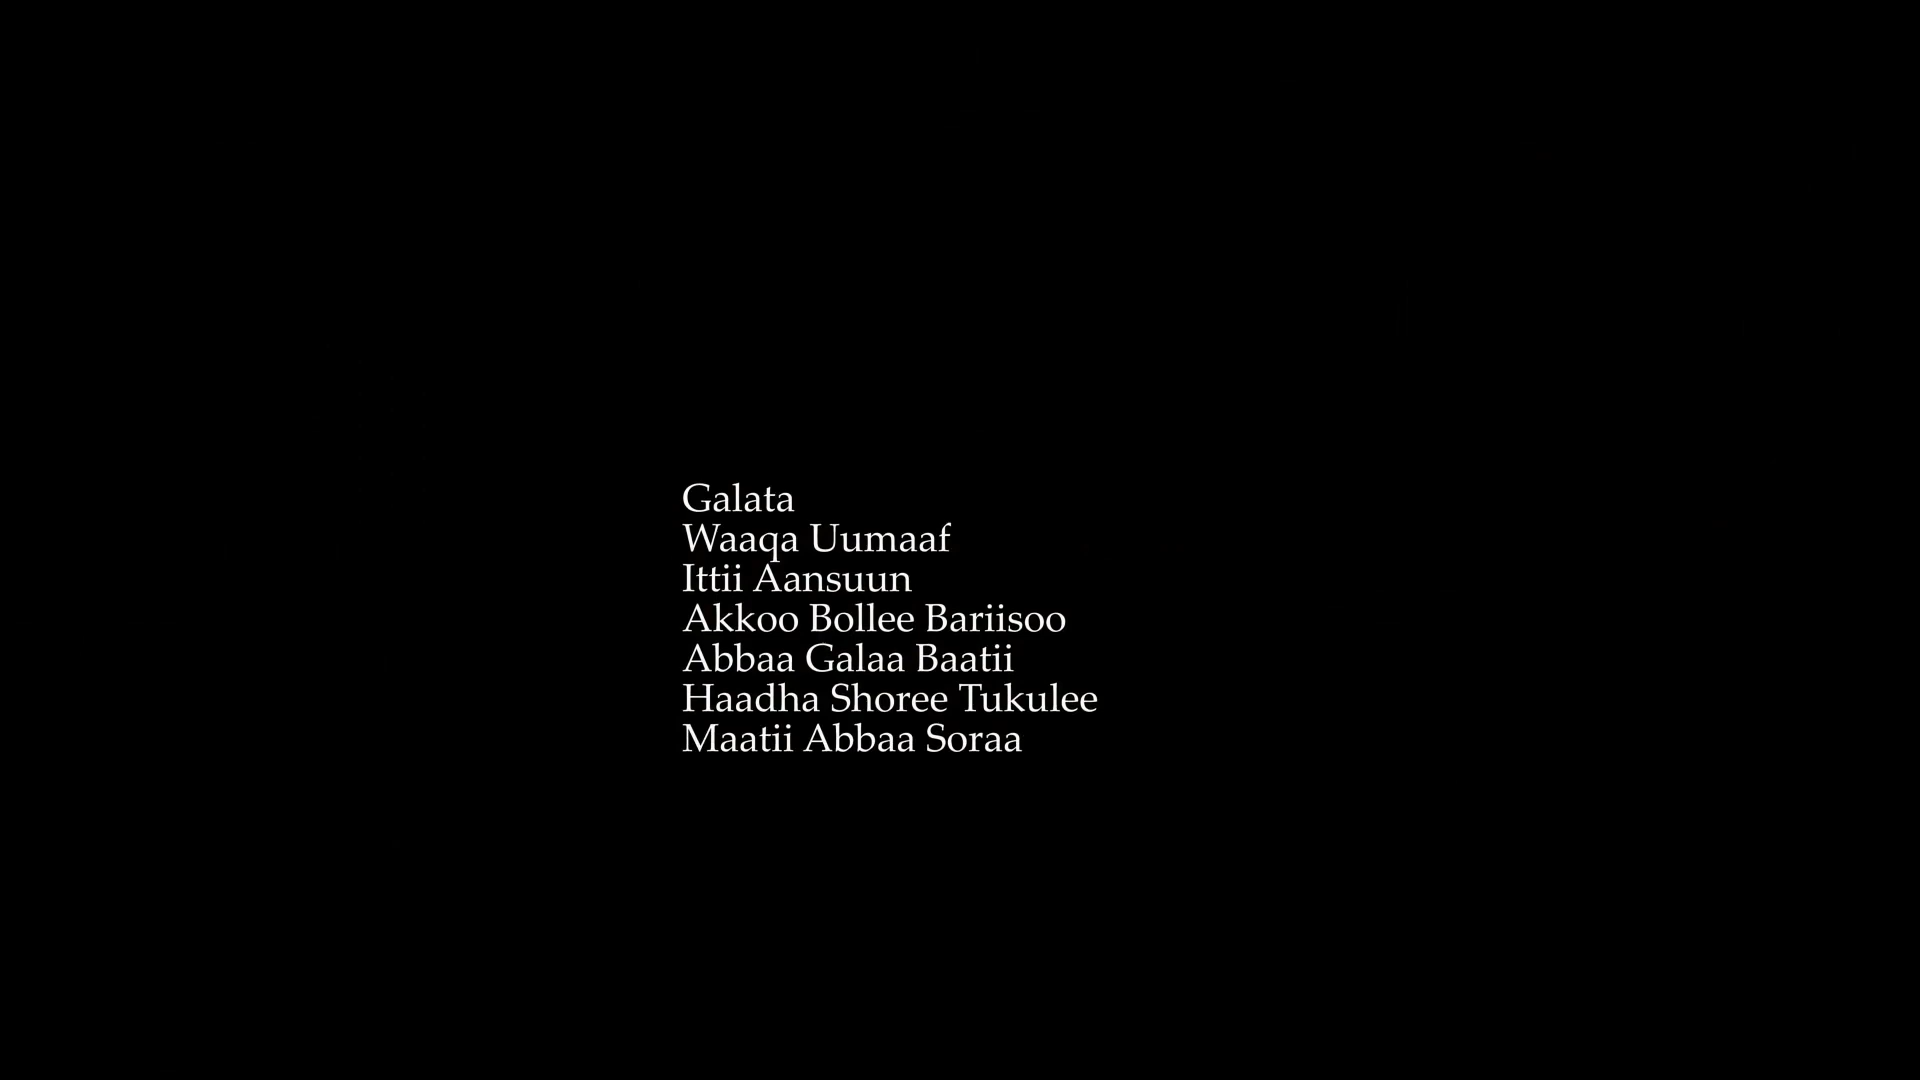 Galata
Waaqa Uumaaf
Ittii Aansuun
Akkoo Bollee Bariisoo
Abbaa Galaa Baatii
Haadha Shoree Tukulee
Maatii Abbaa Soraa